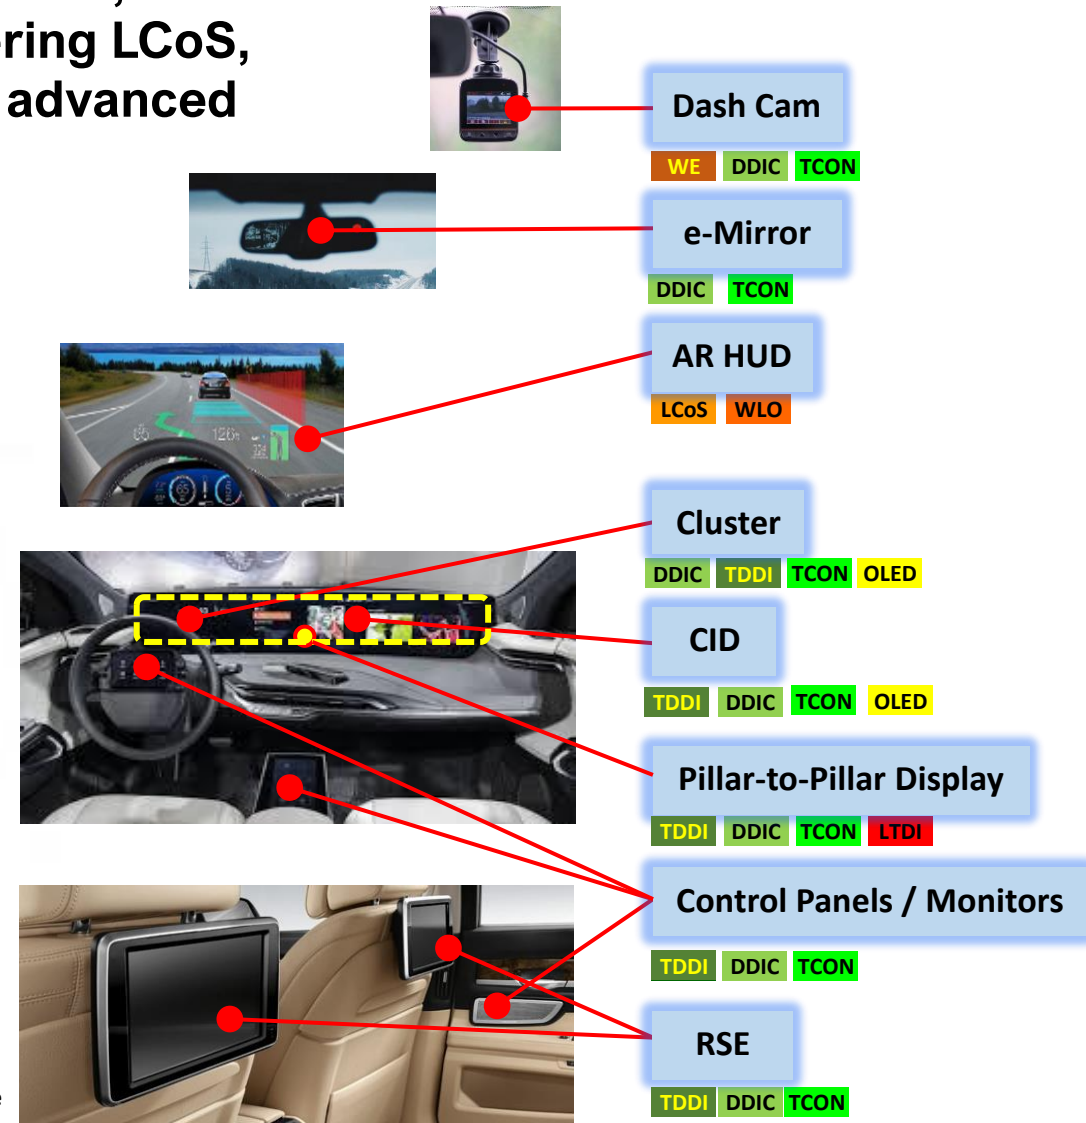 ering LCoS,
advanced
Dash Cam
WE DDIC TCON
e-Mirror
DDIC TCON
AR HUD
LCoS WLO
Cluster
DDIC TDDI TCON OLED
CID
TDDI DDIC TCON OLED
Pillar-to-Pillar Display
TDDI DDIC TCON LTDI
Control Panels / Monitors
TDDI DDIC TCON
RSE
TDDI DDIC TCON